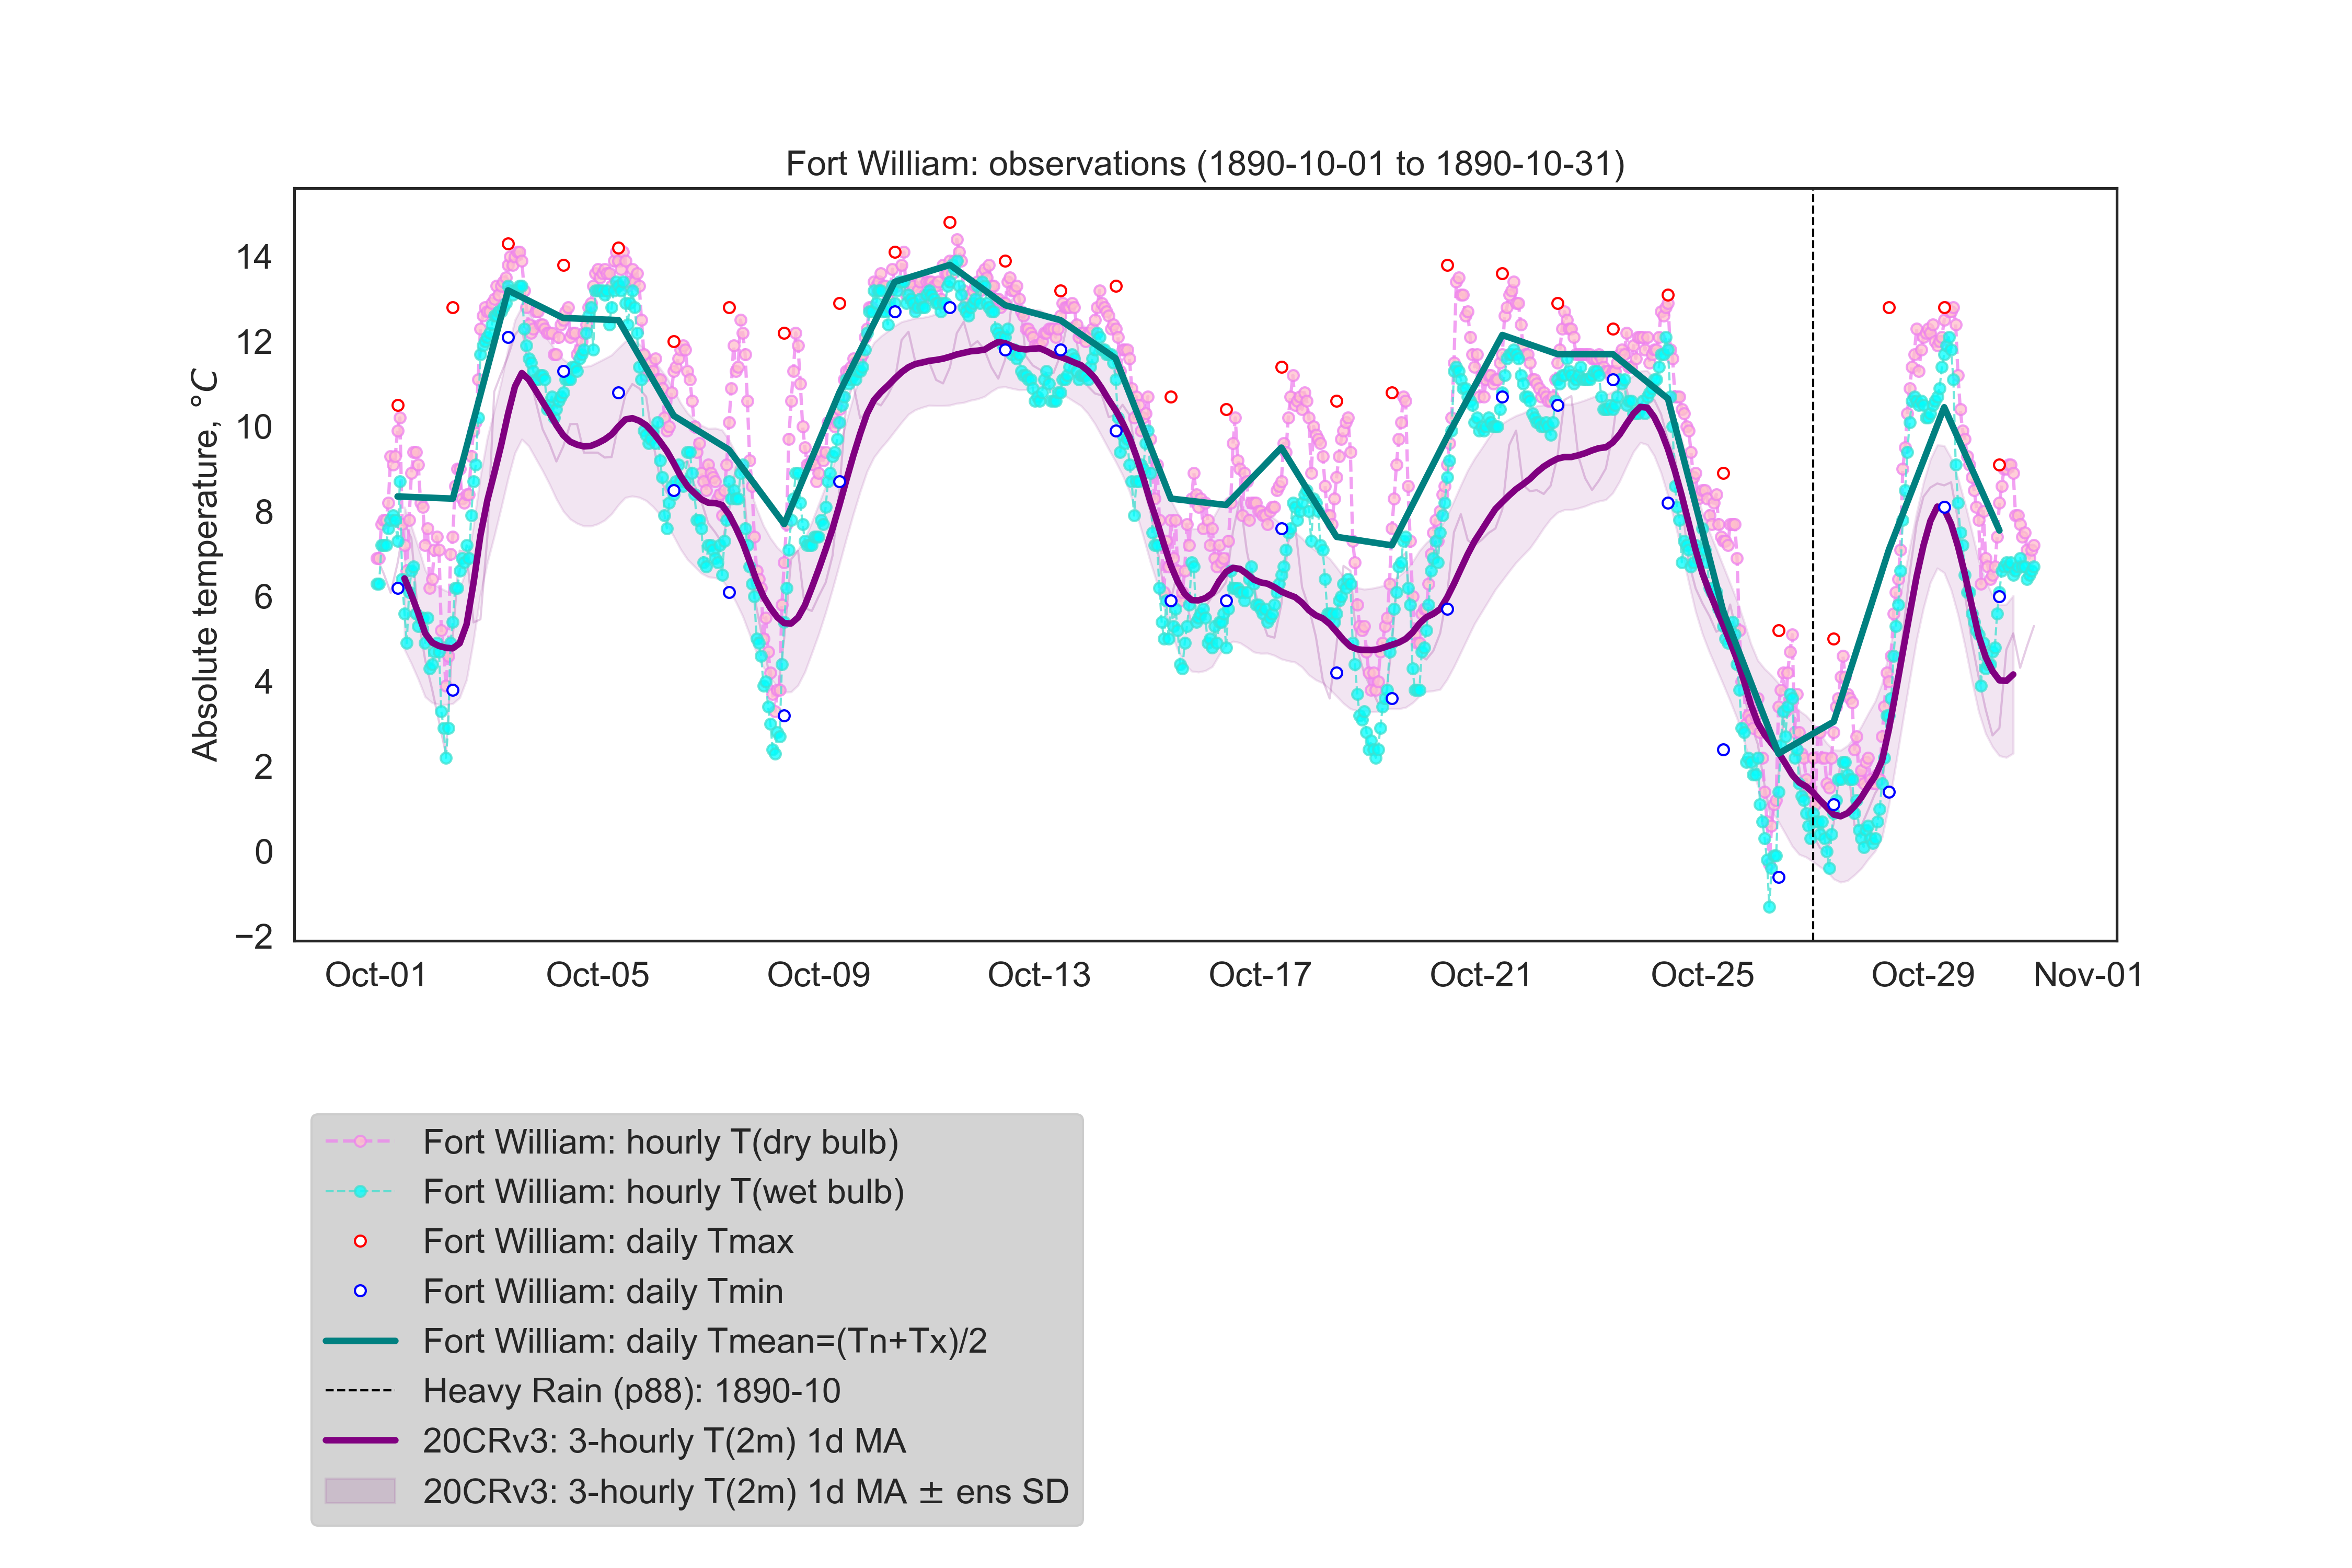 Fort William: observations (1890-10-01 to 1890-10-31)
Absolute temperature, °C
14
12
10
8
6
4
2
0
−2
Oct-01 Oct-05 Oct-09 Oct-13 Oct-17 Oct-21 Oct-25 Oct-29 Nov-01
Fort William: hourly T(dry bulb)
Fort William: hourly T(wet bulb)
Fort William: daily Tmax
Fort William: daily Tmin
Fort William: daily Tmean=(Tn+Tx)/2
Heavy Rain (p88): 1890-10
20CRv3: 3-hourly T(2m) 1d MA
20CRv3: 3-hourly T(2m) 1d MA ± ens SD